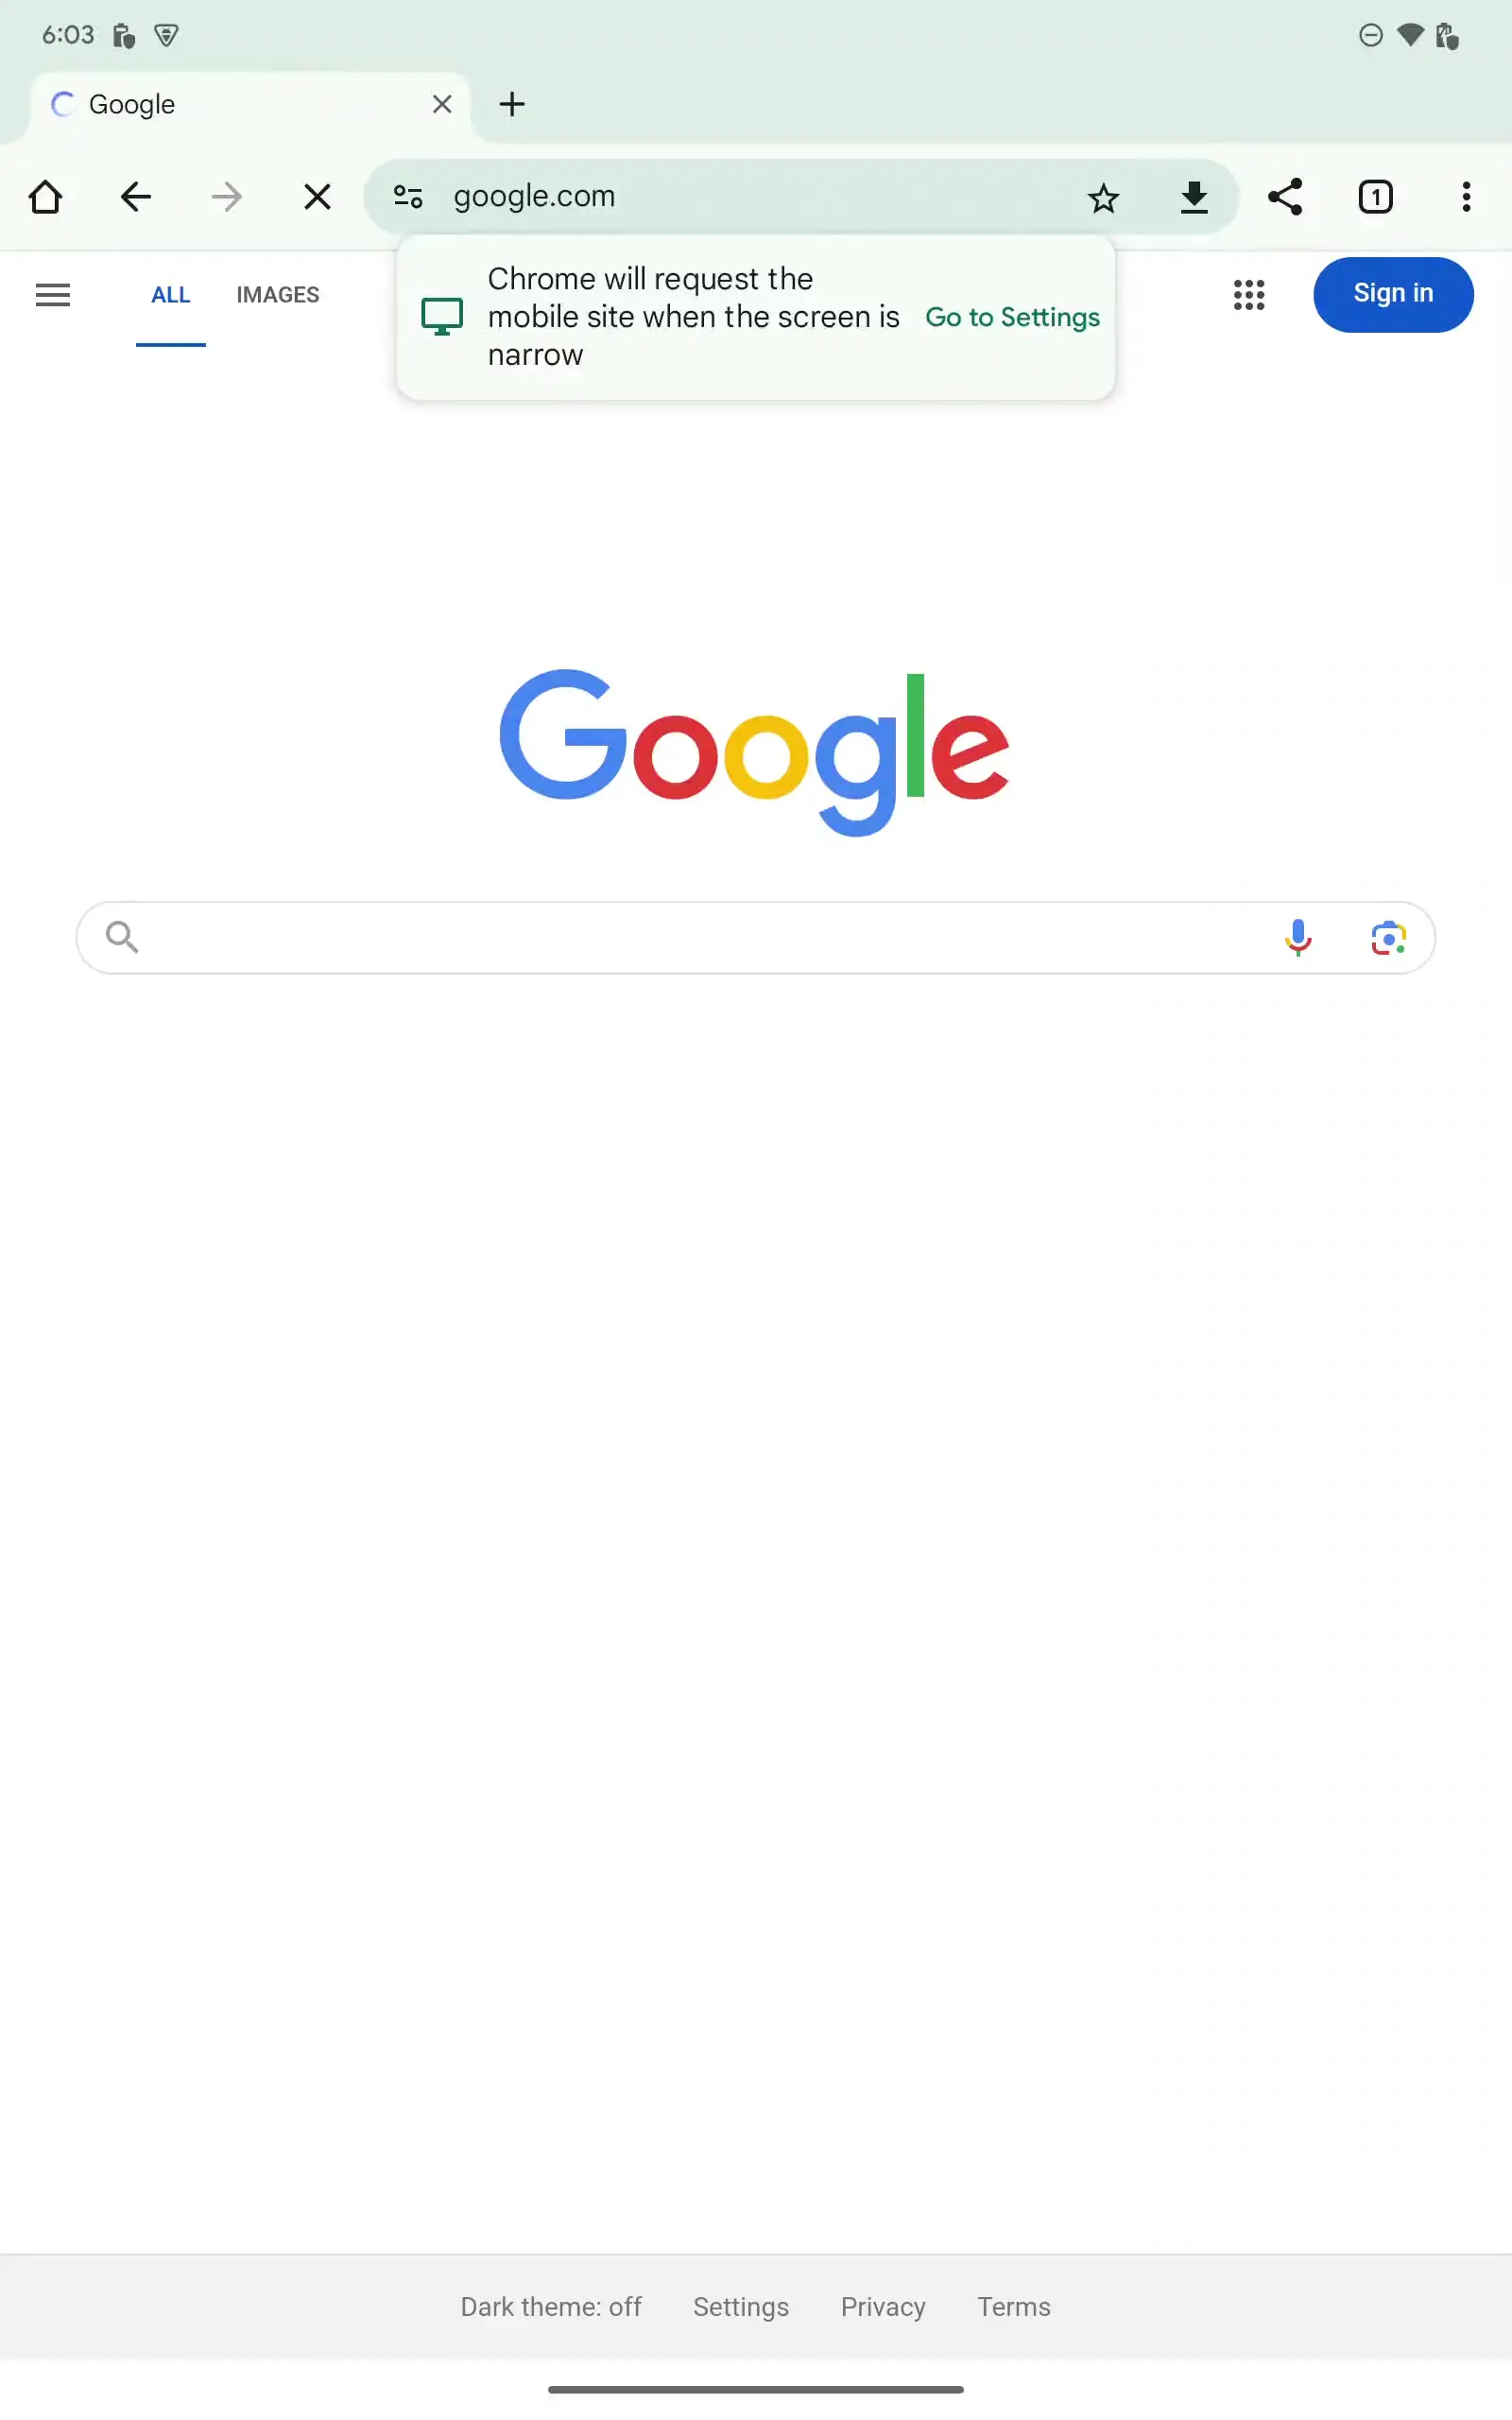 6:03
Google
google.com
1
Chrome will request the
mobile site when the screen is
narrow
Go to Settings
ALL
IMAGES
Sign in
Google
Dark theme: off
Settings
Privacy
Terms